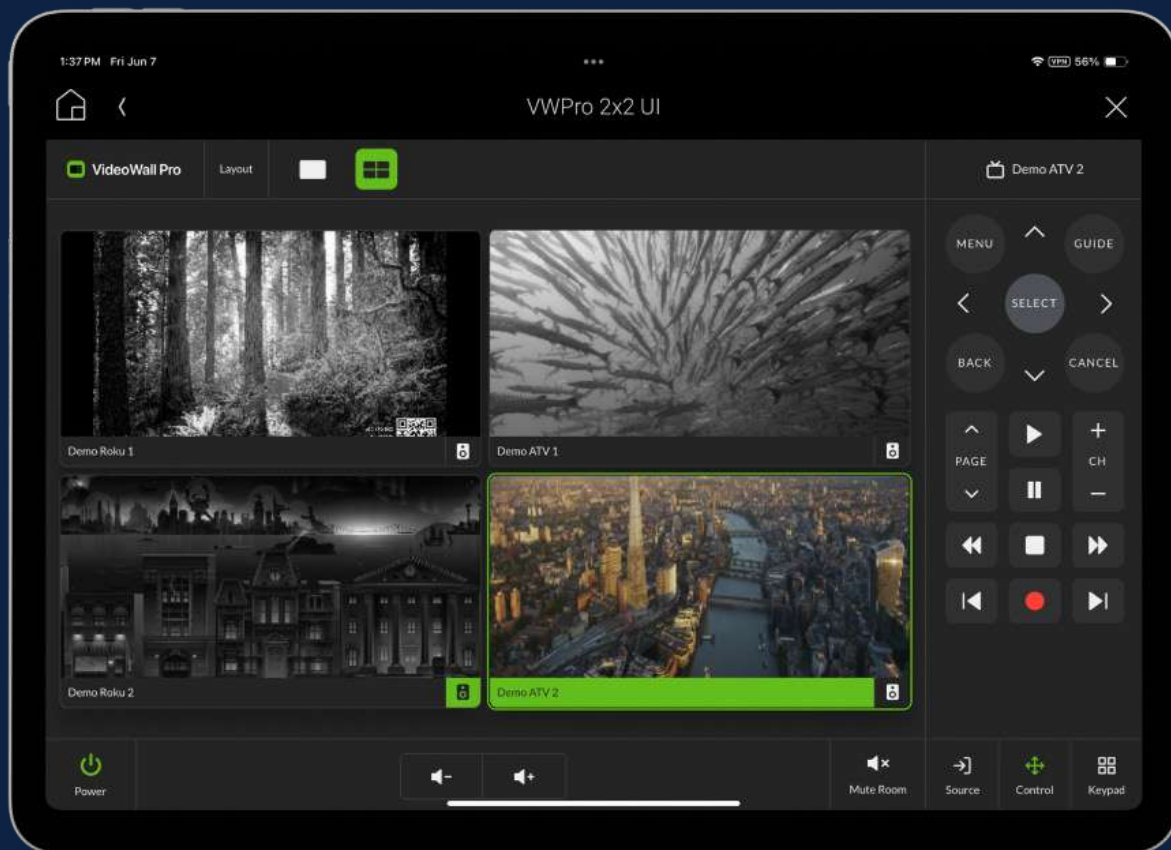 1:37 PM Fri Jun 7
VPN 56%
VWPro 2x2 UI
VideoWall Pro
Layout
Demo ATV 2
MENU
GUIDE
SELECT
BACK
CANCEL
PAGE
CH
Demo Roku 1
Demo ATV 1
Demo Roku 2
Demo ATV 2
Power
Mute Room
Source
Control
Keypad